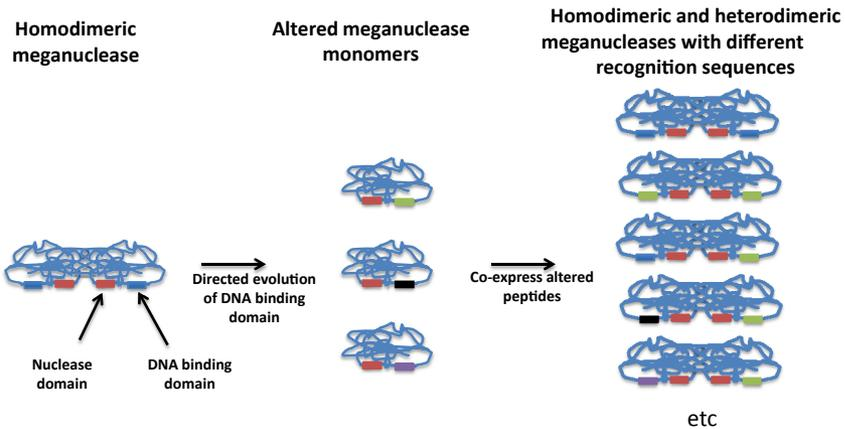 Homodimeric
meganuclease
Altered meganuclease
monomers
Homodimeric and heterodimeric
meganucleases with different
recognition sequences
Directed evolution
of DNA binding
domain
Co-express altered
peptides
Nuclease
domain
DNA binding
domain
etc